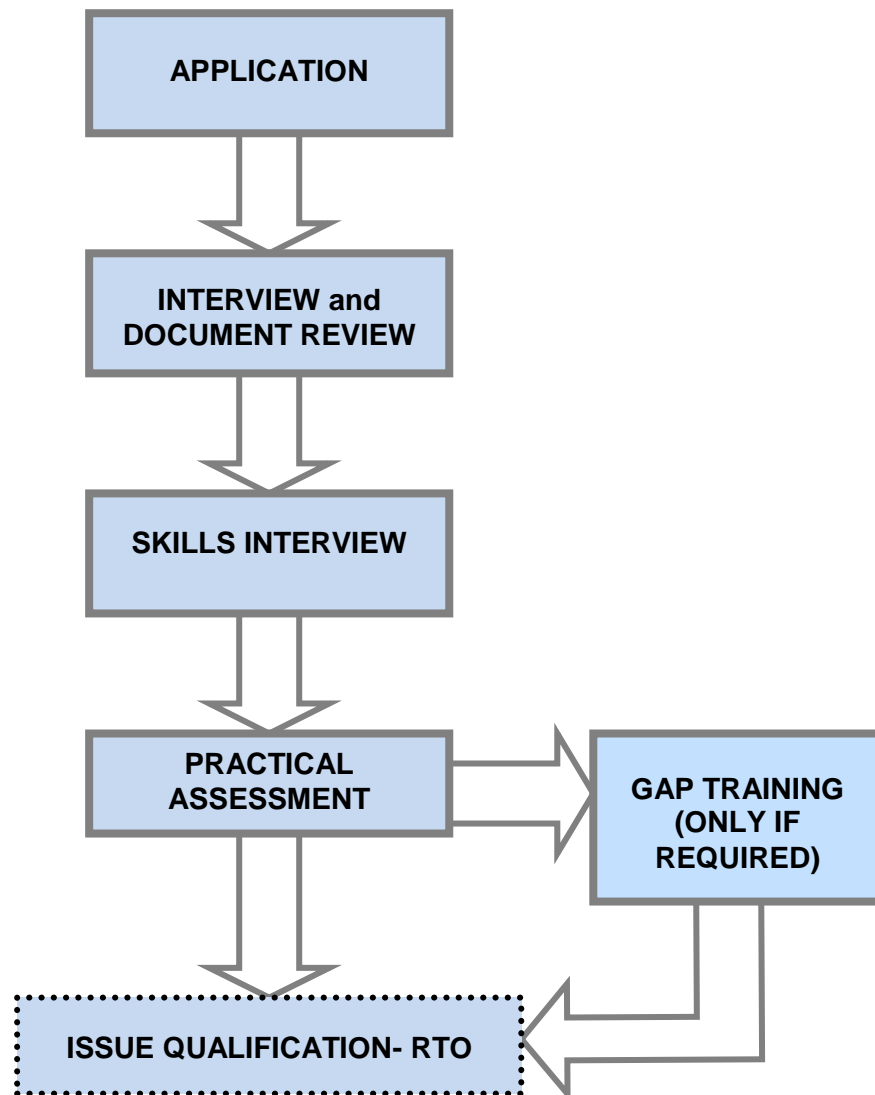 APPLICATION
INTERVIEW and
DOCUMENT REVIEW
SKILLS INTERVIEW
PRACTICAL
ASSESSMENT
GAP TRAINING
(ONLY IF
REQUIRED)
ISSUE QUALIFICATION- RTO